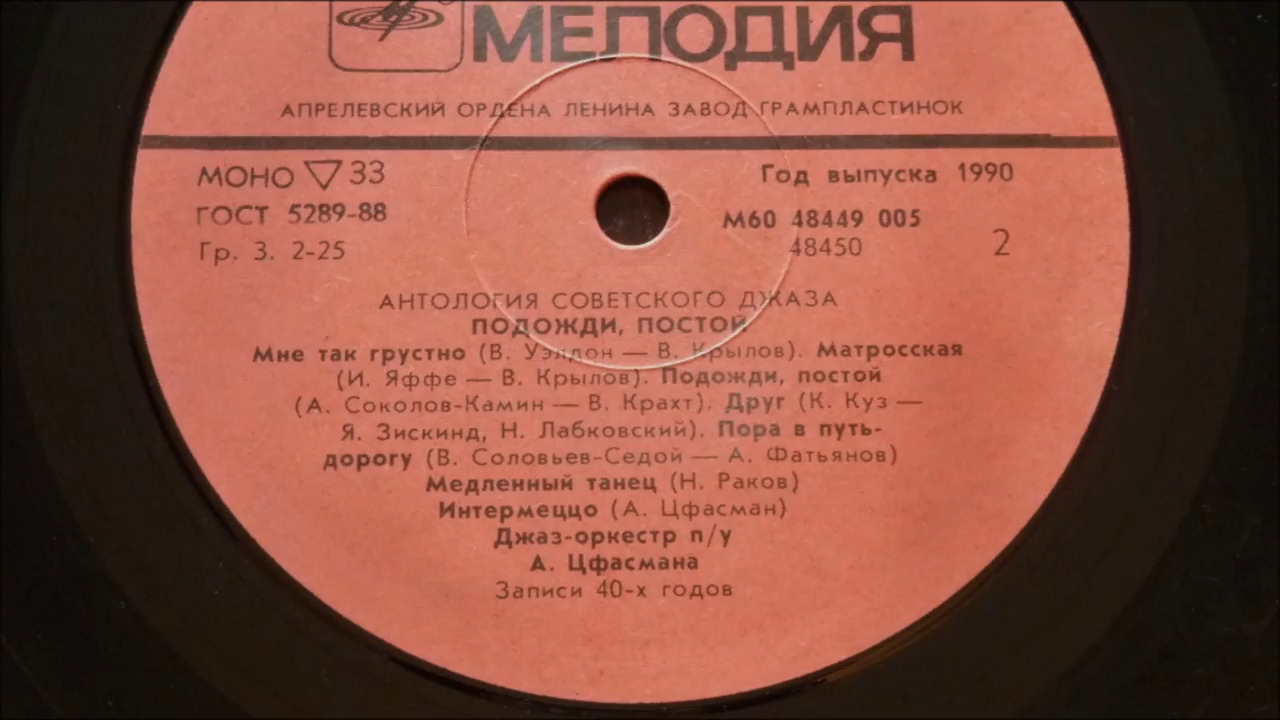 МЕЛОДИЯ
АПРЕЛЕВСКИЙ ОРДЕНА ЛЕНИНА ЗАВОД ГРАМПЛАСТИНОК
МОНО ▽ 33
Год выпуска 1990
ГОСТ 5289-88
М60 48449 005
Гр. 3. 2-25
48450
2
АНТОЛОГИЯ СОВЕТСКОГО ДЖАЗА
ПОДОЖДИ, ПОСТОЙ
Мне так грустно (В. Уэлдон — В. Крылов). Матросская
(И. Яффе — В. Крылов). Подожди, постой
(А. Соколов-Камин — В. Крахт). Друг (К. Куз —
Я. Зискинд, Н. Лабковский). Пора в путь-
дорогу (В. Соловьев-Седой — А. Фатьянов)
Медленный танец (Н. Раков)
Интермеццо (А. Цфасман)
Джаз-оркестр п/у
А. Цфасмана
Записи 40-х годов